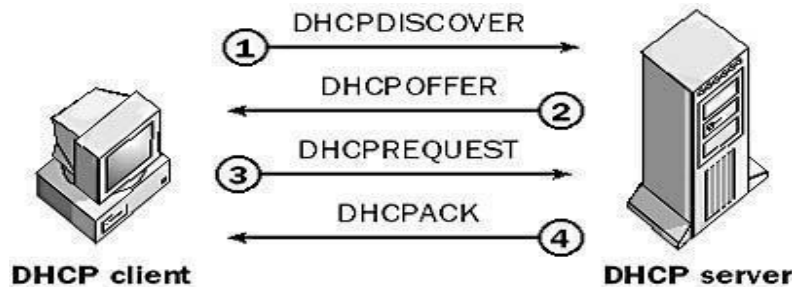 DHCPDISCOVER
1
DHCPOFFER
2
DHCPREQUEST
3
DHCPACK
4
DHCP client
DHCP server